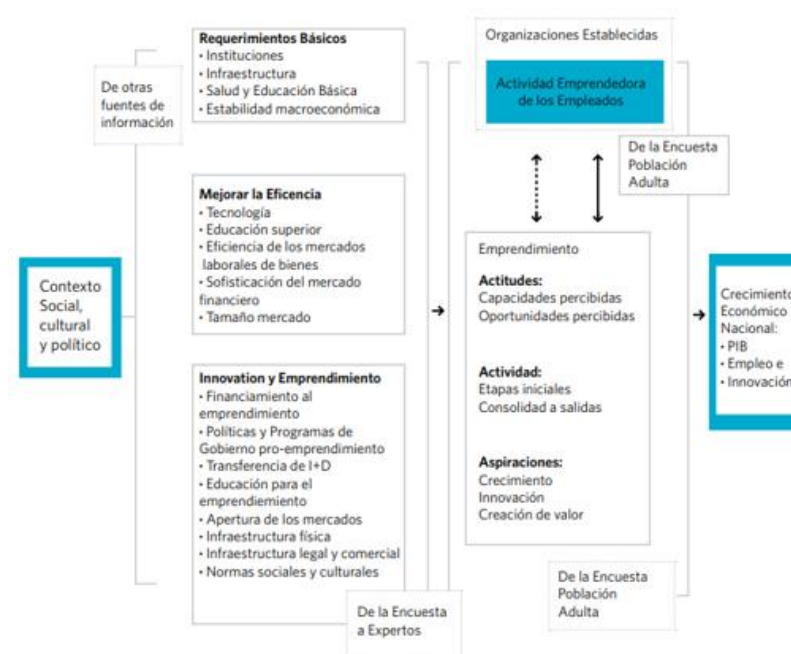 De otras
fuentes de
información
Contexto
Social,
cultural
y político
Requerimientos Básicos
• Instituciones
• Infraestructura
• Salud y Educación Básica
• Estabilidad macroeconómica
Mejorar la Eficencia
• Tecnología
• Educación superior
• Eficiencia de los mercados
laborales de bienes
• Sofisticación del mercado
financiero
• Tamaño mercado
Innovation y Emprendimiento
• Financiamiento al
emprendimiento
• Políticas y Programas de
Gobierno pro-emprendimiento
• Transferencia de I+D
• Educación para el
emprendiemiento
• Apertura de los mercados
• Infraestructura física
• Infraestructura legal y comercial
• Normas sociales y culturales
De la Encuesta
a Expertos
Organizaciones Establecidas
Actividad Emprendedora
de los Empleados
De la Encuesta
Población
Adulta
Emprendimiento
Actitudes:
Capacidades percibidas
Oportunidades percibidas
Actividad:
Etapas iniciales
Consolidad a salidas
Aspiraciones:
Crecimiento
Innovación
Creación de valor
De la Encuesta
Población
Adulta
Crecimiento
Económico
Nacional:
• PIB
• Empleo e
• Innovación